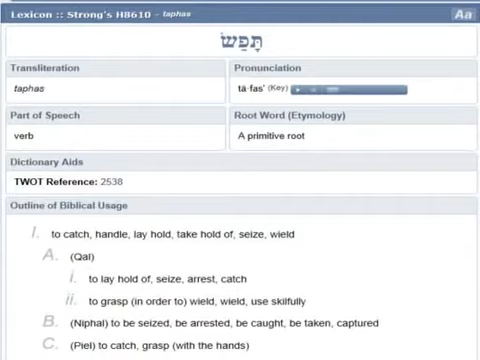 Lexicon :: Strong's H8610 - taphas
Aa
תָּפַשׂ
Transliteration
Pronunciation
taphas
tä·fas' (Key)
Part of Speech
Root Word (Etymology)
verb
A primitive root
Dictionary Aids
TWOT Reference: 2538
Outline of Biblical Usage
I. to catch, handle, lay hold, take hold of, seize, wield
A. (Qal)
i. to lay hold of, seize, arrest, catch
ii. to grasp (in order to) wield, wield, use skilfully
B. (Niphal) to be seized, be arrested, be caught, be taken, captured
C. (Piel) to catch, grasp (with the hands)